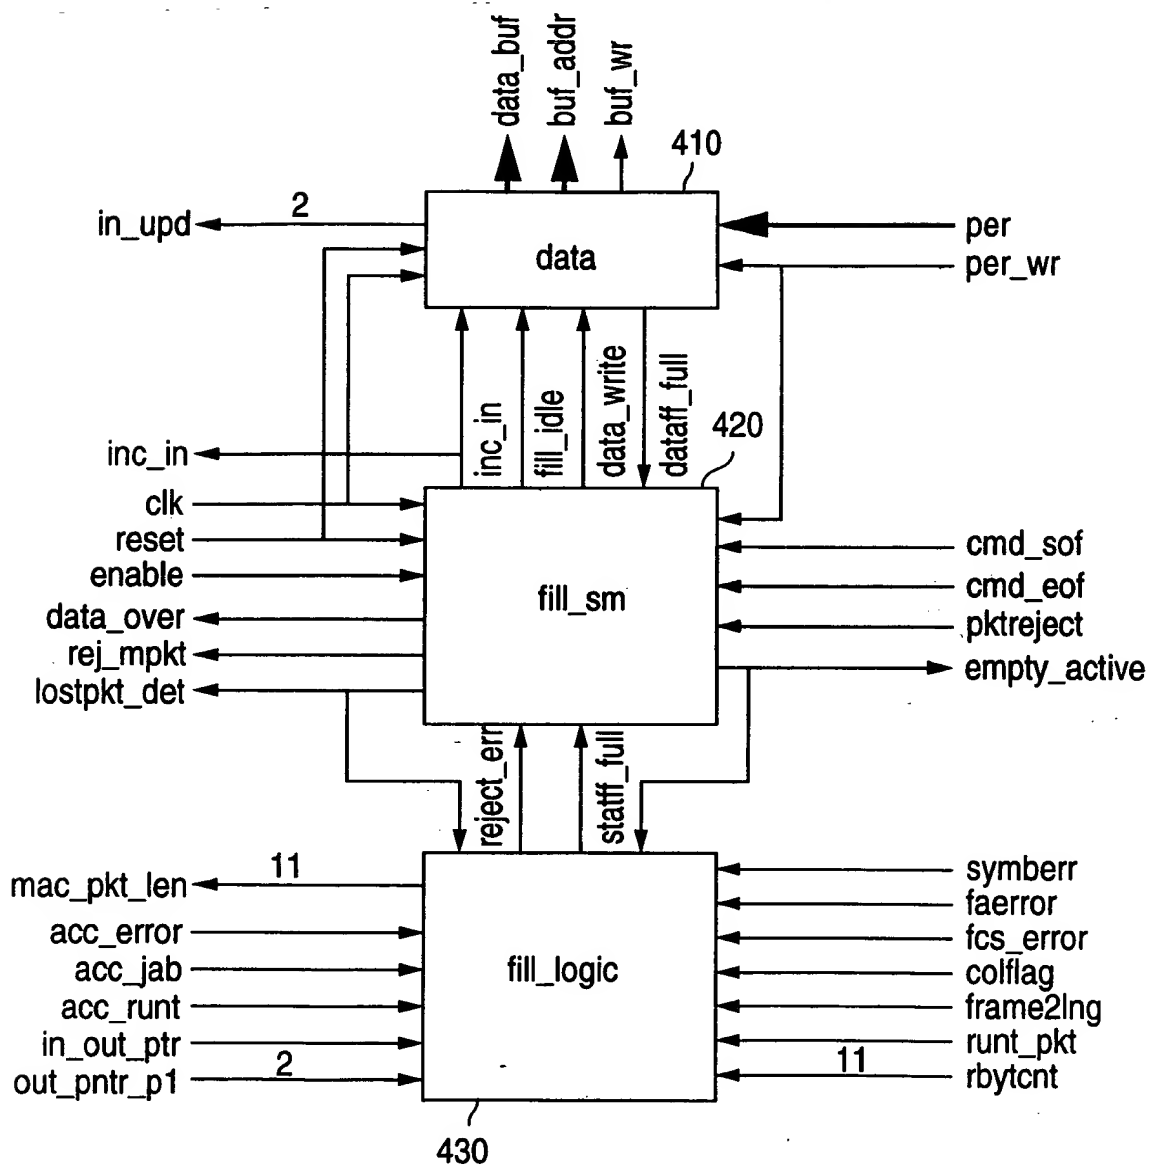 data_buf
buf_addr
buf_wr
410
in_upd
2
per
data
per_wr
inc_in
fill_idle
data_write
dataff_full
420
inc_in
clk
reset
enable
data_over
rej_mpkt
lostpkt_det
fill_sm
cmd_sof
cmd_eof
pktreject
empty_active
reject_err
statff_full
mac_pkt_len
11
acc_error
acc_jab
acc_runt
in_out_ptr
out_pntr_p1
2
fill_logic
symberr
faerror
fcs_error
colflag
frame2lng
runt_pkt
11
rbytcnt
430